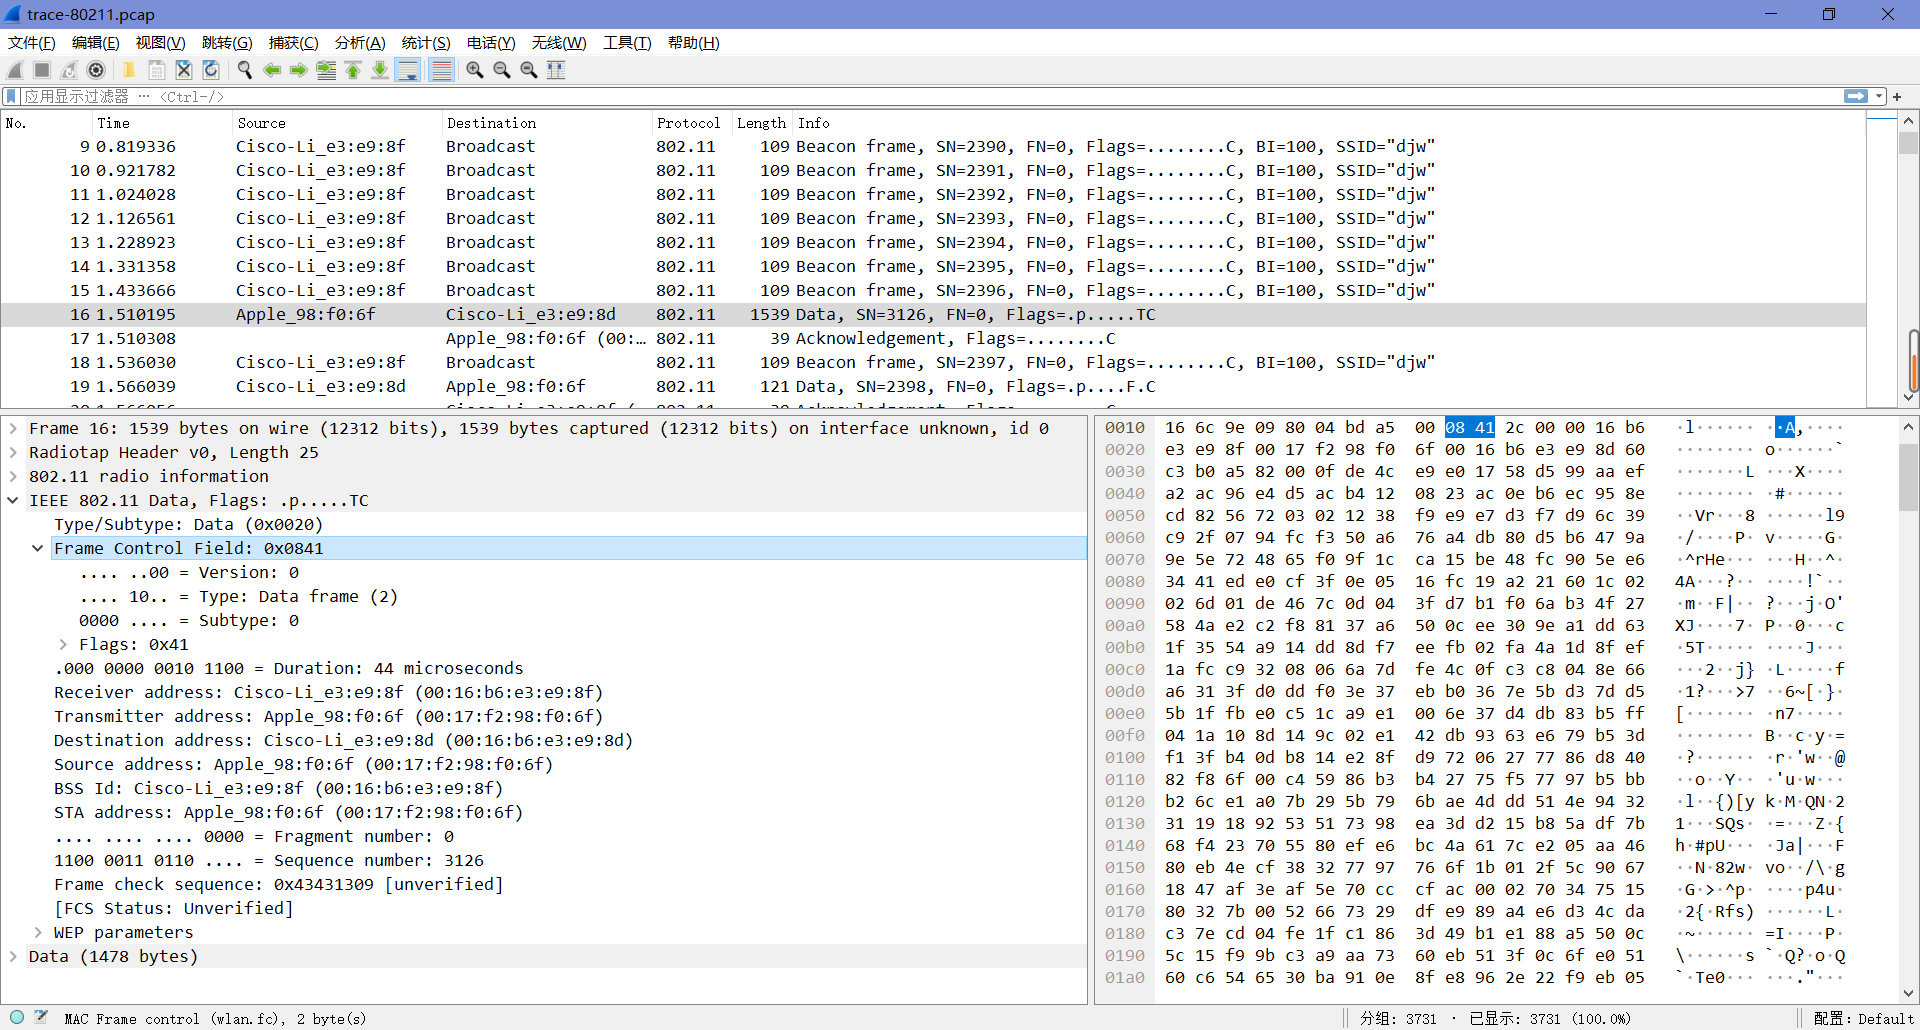 trace-80211.pcap
文件(F) 编辑(E) 视图(V) 跳转(G) 捕获(C) 分析(A) 统计(S) 电话(Y) 无线(W) 工具(T) 帮助(H)
应用显示过滤器 … <Ctrl-/>
No. Time Source Destination Protocol Length Info
9 0.819336 Cisco-Li_e3:e9:8f Broadcast 802.11 109 Beacon frame, SN=2390, FN=0, Flags=........C, BI=100, SSID="djw"
10 0.921782 Cisco-Li_e3:e9:8f Broadcast 802.11 109 Beacon frame, SN=2391, FN=0, Flags=........C, BI=100, SSID="djw"
11 1.024028 Cisco-Li_e3:e9:8f Broadcast 802.11 109 Beacon frame, SN=2392, FN=0, Flags=........C, BI=100, SSID="djw"
12 1.126561 Cisco-Li_e3:e9:8f Broadcast 802.11 109 Beacon frame, SN=2393, FN=0, Flags=........C, BI=100, SSID="djw"
13 1.228923 Cisco-Li_e3:e9:8f Broadcast 802.11 109 Beacon frame, SN=2394, FN=0, Flags=........C, BI=100, SSID="djw"
14 1.331358 Cisco-Li_e3:e9:8f Broadcast 802.11 109 Beacon frame, SN=2395, FN=0, Flags=........C, BI=100, SSID="djw"
15 1.433666 Cisco-Li_e3:e9:8f Broadcast 802.11 109 Beacon frame, SN=2396, FN=0, Flags=........C, BI=100, SSID="djw"
16 1.510195 Apple_98:f0:6f Cisco-Li_e3:e9:8d 802.11 1539 Data, SN=3126, FN=0, Flags=.p.....TC
17 1.510308 Apple_98:f0:6f (00:… 802.11 39 Acknowledgement, Flags=........C
18 1.536030 Cisco-Li_e3:e9:8f Broadcast 802.11 109 Beacon frame, SN=2397, FN=0, Flags=........C, BI=100, SSID="djw"
19 1.566039 Cisco-Li_e3:e9:8d Apple_98:f0:6f 802.11 121 Data, SN=2398, FN=0, Flags=.p....F.C
Frame 16: 1539 bytes on wire (12312 bits), 1539 bytes captured (12312 bits) on interface unknown, id 0
Radiotap Header v0, Length 25
802.11 radio information
IEEE 802.11 Data, Flags: .p.....TC
Type/Subtype: Data (0x0020)
Frame Control Field: 0x0841
.... ..00 = Version: 0
.... 10.. = Type: Data frame (2)
0000 .... = Subtype: 0
Flags: 0x41
.000 0000 0010 1100 = Duration: 44 microseconds
Receiver address: Cisco-Li_e3:e9:8f (00:16:b6:e3:e9:8f)
Transmitter address: Apple_98:f0:6f (00:17:f2:98:f0:6f)
Destination address: Cisco-Li_e3:e9:8d (00:16:b6:e3:e9:8d)
Source address: Apple_98:f0:6f (00:17:f2:98:f0:6f)
BSS Id: Cisco-Li_e3:e9:8f (00:16:b6:e3:e9:8f)
STA address: Apple_98:f0:6f (00:17:f2:98:f0:6f)
.... .... .... 0000 = Fragment number: 0
1100 0011 0110 .... = Sequence number: 3126
Frame check sequence: 0x43431309 [unverified]
[FCS Status: Unverified]
WEP parameters
Data (1478 bytes)
0010 16 6c 9e 09 80 04 bd a5 00 08 41 2c 00 00 16 b6 ·l······ ··A,····
0020 e3 e9 8f 00 17 f2 98 f0 6f 00 16 b6 e3 e9 8d 60 ········ o······`
0030 c3 b0 a5 82 00 0f de 4c e9 e0 17 58 d5 99 aa ef ·······L ···X····
0040 a2 ac 96 e4 d5 ac b4 12 08 23 ac 0e b6 ec 95 8e ········ ·#······
0050 cd 82 56 72 03 02 12 38 f9 e9 e7 d3 f7 d9 6c 39 ··Vr···8 ······l9
0060 c9 2f 07 94 fc f3 50 a6 76 a4 db 80 d5 b6 47 9a ·/····P· v·····G·
0070 9e 5e 72 48 65 f0 9f 1c ca 15 be 48 fc 90 5e e6 ·^rHe··· ···H··^·
0080 34 41 ed e0 cf 3f 0e 05 16 fc 19 a2 21 60 1c 02 4A···?·· ····!`··
0090 02 6d 01 de 46 7c 0d 04 3f d7 b1 f0 6a b3 4f 27 ·m··F|·· ?···j·O'
00a0 58 4a e2 c2 f8 81 37 a6 50 0c ee 30 9e a1 dd 63 XJ····7· P··0···c
00b0 1f 35 54 a9 14 dd 8d f7 ee fb 02 fa 4a 1d 8f ef ·5T····· ····J···
00c0 1a fc c9 32 08 06 6a 7d fe 4c 0f c3 c8 04 8e 66 ···2··j} ·L·····f
00d0 a6 31 3f d0 dd f0 3e 37 eb b0 36 7e 5b d3 7d d5 ·1?···>7 ··6~[·}·
00e0 5b 1f fb e0 c5 1c a9 e1 00 6e 37 d4 db 83 b5 ff [······· ·n7·····
00f0 04 1a 10 8d 14 9c 02 e1 42 db 93 63 e6 79 b5 3d ········ B··c·y·=
0100 f1 3f b4 0d b8 14 e2 8f d9 72 06 27 77 86 d8 40 ·?······ ·r·'w··@
0110 82 f8 6f 00 c4 59 86 b3 b4 27 75 f5 77 97 b5 bb ··o··Y·· ·'u·w···
0120 b2 6c e1 a0 7b 29 5b 79 6b ae 4d dd 51 4e 94 32 ·l··{)[y k·M·QN·2
0130 31 19 18 92 53 51 73 98 ea 3d d2 15 b8 5a df 7b 1···SQs· ·=···Z·{
0140 68 f4 23 70 55 80 ef e6 bc 4a 61 7c e2 05 aa 46 h·#pU··· ·Ja|···F
0150 80 eb 4e cf 38 32 77 97 76 6f 1b 01 2f 5c 90 67 ··N·82w· vo··/\·g
0160 18 47 af 3e af 5e 70 cc cf ac 00 02 70 34 75 15 ·G·>·^p· ····p4u·
0170 80 32 7b 00 52 66 73 29 df e9 89 a4 e6 d3 4c da ·2{·Rfs) ······L·
0180 c3 7e cd 04 fe 1f c1 86 3d 49 b1 e1 88 a5 50 0c ·~······ =I····P·
0190 5c 15 f9 9b c3 a9 aa 73 60 eb 51 3f 0c 6f e0 51 \······s `·Q?·o·Q
01a0 60 c6 54 65 30 ba 91 0e 8f e8 96 2e 22 f9 eb 05 `·Te0··· ···."···
MAC Frame control (wlan.fc), 2 byte(s) 分组: 3731 · 已显示: 3731 (100.0%) 配置: Default